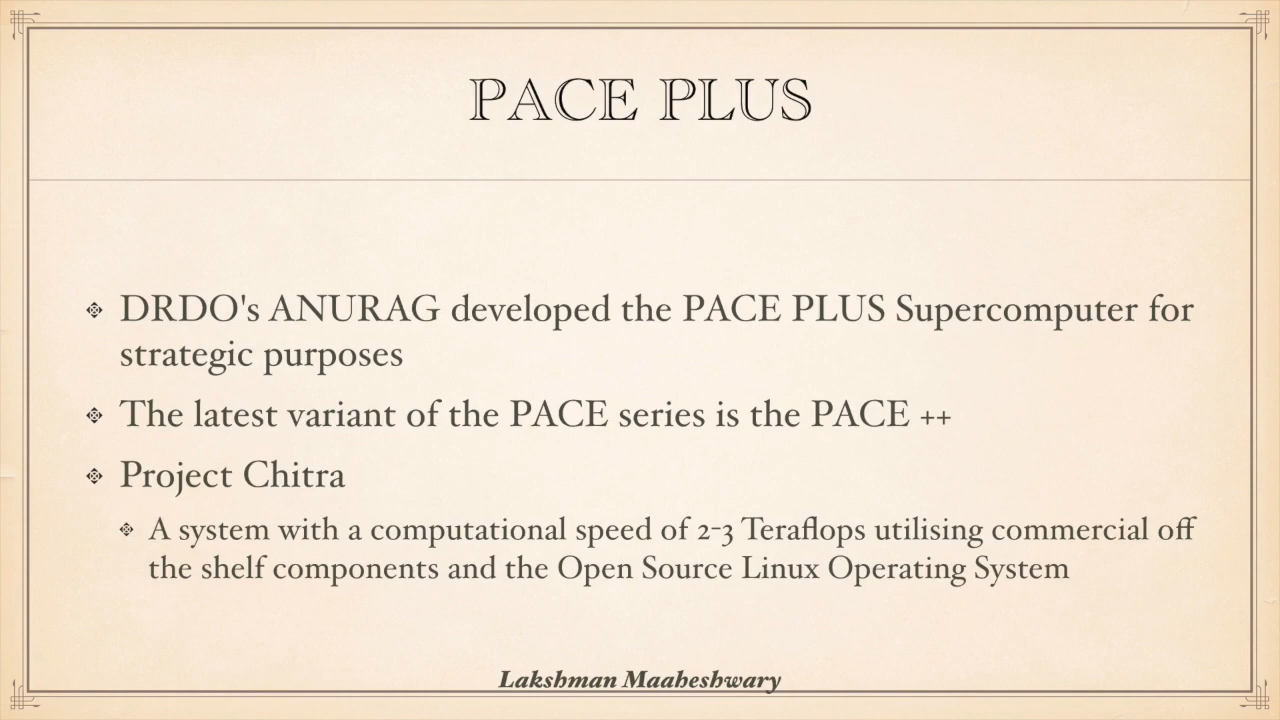 PACE PLUS
DRDO's ANURAG developed the PACE PLUS Supercomputer for
strategic purposes
The latest variant of the PACE series is the PACE ++
Project Chitra
A system with a computational speed of 2-3 Teraflops utilising commercial off
the shelf components and the Open Source Linux Operating System
Lakshman Maaheshwary